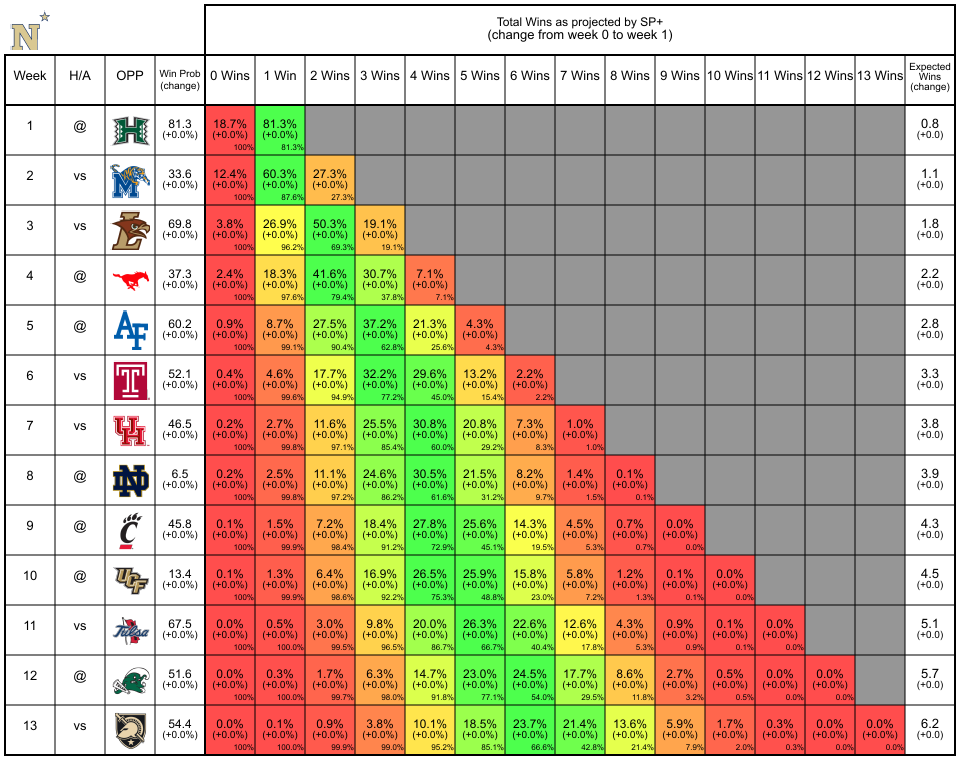 N
Total Wins as projected by SP+
(change from week 0 to week 1)
Week H/A OPP Win Prob (change) 0 Wins 1 Win 2 Wins 3 Wins 4 Wins 5 Wins 6 Wins 7 Wins 8 Wins 9 Wins 10 Wins 11 Wins 12 Wins 13 Wins Expected Wins (change)
1 @ H 81.3 18.7% 81.3% 0.8
(+0.0%) (+0.0%) (+0.0%) (+0.0)
100% 81.3%
2 vs M 33.6 12.4% 60.3% 27.3% 1.1
(+0.0%) (+0.0%) (+0.0%) (+0.0%) (+0.0)
100% 87.6% 27.3%
3 vs L 69.8 3.8% 26.9% 50.3% 19.1% 1.8
(+0.0%) (+0.0%) (+0.0%) (+0.0%) (+0.0%) (+0.0)
100% 96.2% 69.3% 19.1%
4 @ 37.3 2.4% 18.3% 41.6% 30.7% 7.1% 2.2
(+0.0%) (+0.0%) (+0.0%) (+0.0%) (+0.0%) (+0.0%) (+0.0)
100% 97.6% 79.4% 37.8% 7.1%
5 @ AF 60.2 0.9% 8.7% 27.5% 37.2% 21.3% 4.3% 2.8
(+0.0%) (+0.0%) (+0.0%) (+0.0%) (+0.0%) (+0.0%) (+0.0%) (+0.0)
100% 99.1% 90.4% 62.8% 25.6% 4.3%
6 vs T 52.1 0.4% 4.6% 17.7% 32.2% 29.6% 13.2% 2.2% 3.3
(+0.0%) (+0.0%) (+0.0%) (+0.0%) (+0.0%) (+0.0%) (+0.0%) (+0.0%) (+0.0)
100% 99.6% 94.9% 77.2% 45.0% 15.4% 2.2%
7 vs UH 46.5 0.2% 2.7% 11.6% 25.5% 30.8% 20.8% 7.3% 1.0% 3.8
(+0.0%) (+0.0%) (+0.0%) (+0.0%) (+0.0%) (+0.0%) (+0.0%) (+0.0%) (+0.0%) (+0.0)
100% 99.8% 97.1% 85.4% 60.0% 29.2% 8.3% 1.0%
8 @ ND 6.5 0.2% 2.5% 11.1% 24.6% 30.5% 21.5% 8.2% 1.4% 0.1% 3.9
(+0.0%) (+0.0%) (+0.0%) (+0.0%) (+0.0%) (+0.0%) (+0.0%) (+0.0%) (+0.0%) (+0.0%) (+0.0)
100% 99.8% 97.2% 86.2% 61.6% 31.2% 9.7% 1.5% 0.1%
9 @ C 45.8 0.1% 1.5% 7.2% 18.4% 27.8% 25.6% 14.3% 4.5% 0.7% 0.0% 4.3
(+0.0%) (+0.0%) (+0.0%) (+0.0%) (+0.0%) (+0.0%) (+0.0%) (+0.0%) (+0.0%) (+0.0%) (+0.0%) (+0.0)
100% 99.9% 98.4% 91.2% 72.9% 45.1% 19.5% 5.3% 0.7% 0.0%
10 @ UCF 13.4 0.1% 1.3% 6.4% 16.9% 26.5% 25.9% 15.8% 5.8% 1.2% 0.1% 0.0% 4.5
(+0.0%) (+0.0%) (+0.0%) (+0.0%) (+0.0%) (+0.0%) (+0.0%) (+0.0%) (+0.0%) (+0.0%) (+0.0%) (+0.0%) (+0.0)
100% 99.9% 98.6% 92.2% 75.3% 48.8% 23.0% 7.2% 1.3% 0.1% 0.0%
11 vs Tulsa 67.5 0.0% 0.5% 3.0% 9.8% 20.0% 26.3% 22.6% 12.6% 4.3% 0.9% 0.1% 0.0% 5.1
(+0.0%) (+0.0%) (+0.0%) (+0.0%) (+0.0%) (+0.0%) (+0.0%) (+0.0%) (+0.0%) (+0.0%) (+0.0%) (+0.0%) (+0.0%) (+0.0)
100% 100.0% 99.5% 96.5% 86.7% 66.7% 40.4% 17.8% 5.3% 0.9% 0.1% 0.0%
12 @ 51.6 0.0% 0.3% 1.7% 6.3% 14.7% 23.0% 24.5% 17.7% 8.6% 2.7% 0.5% 0.0% 0.0% 5.7
(+0.0%) (+0.0%) (+0.0%) (+0.0%) (+0.0%) (+0.0%) (+0.0%) (+0.0%) (+0.0%) (+0.0%) (+0.0%) (+0.0%) (+0.0%) (+0.0%) (+0.0)
100% 100.0% 99.7% 98.0% 91.8% 77.1% 54.0% 29.5% 11.8% 3.2% 0.5% 0.0% 0.0%
13 vs 54.4 0.0% 0.1% 0.9% 3.8% 10.1% 18.5% 23.7% 21.4% 13.6% 5.9% 1.7% 0.3% 0.0% 0.0% 6.2
(+0.0%) (+0.0%) (+0.0%) (+0.0%) (+0.0%) (+0.0%) (+0.0%) (+0.0%) (+0.0%) (+0.0%) (+0.0%) (+0.0%) (+0.0%) (+0.0%) (+0.0%) (+0.0)
100% 100.0% 99.9% 99.0% 95.2% 85.1% 66.6% 42.8% 21.4% 7.9% 2.0% 0.3% 0.0% 0.0%